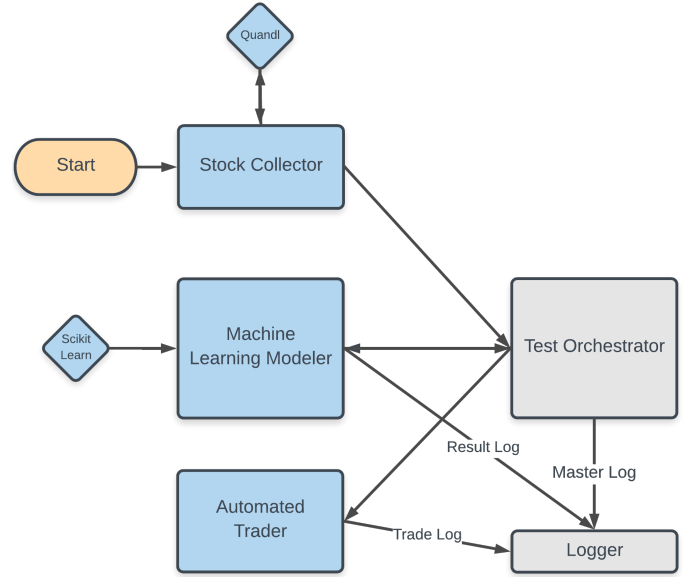 Quandl
Start
Stock Collector
Scikit
Learn
Machine
Learning Modeler
Test Orchestrator
Result Log
Master Log
Automated
Trader
Trade Log
Logger